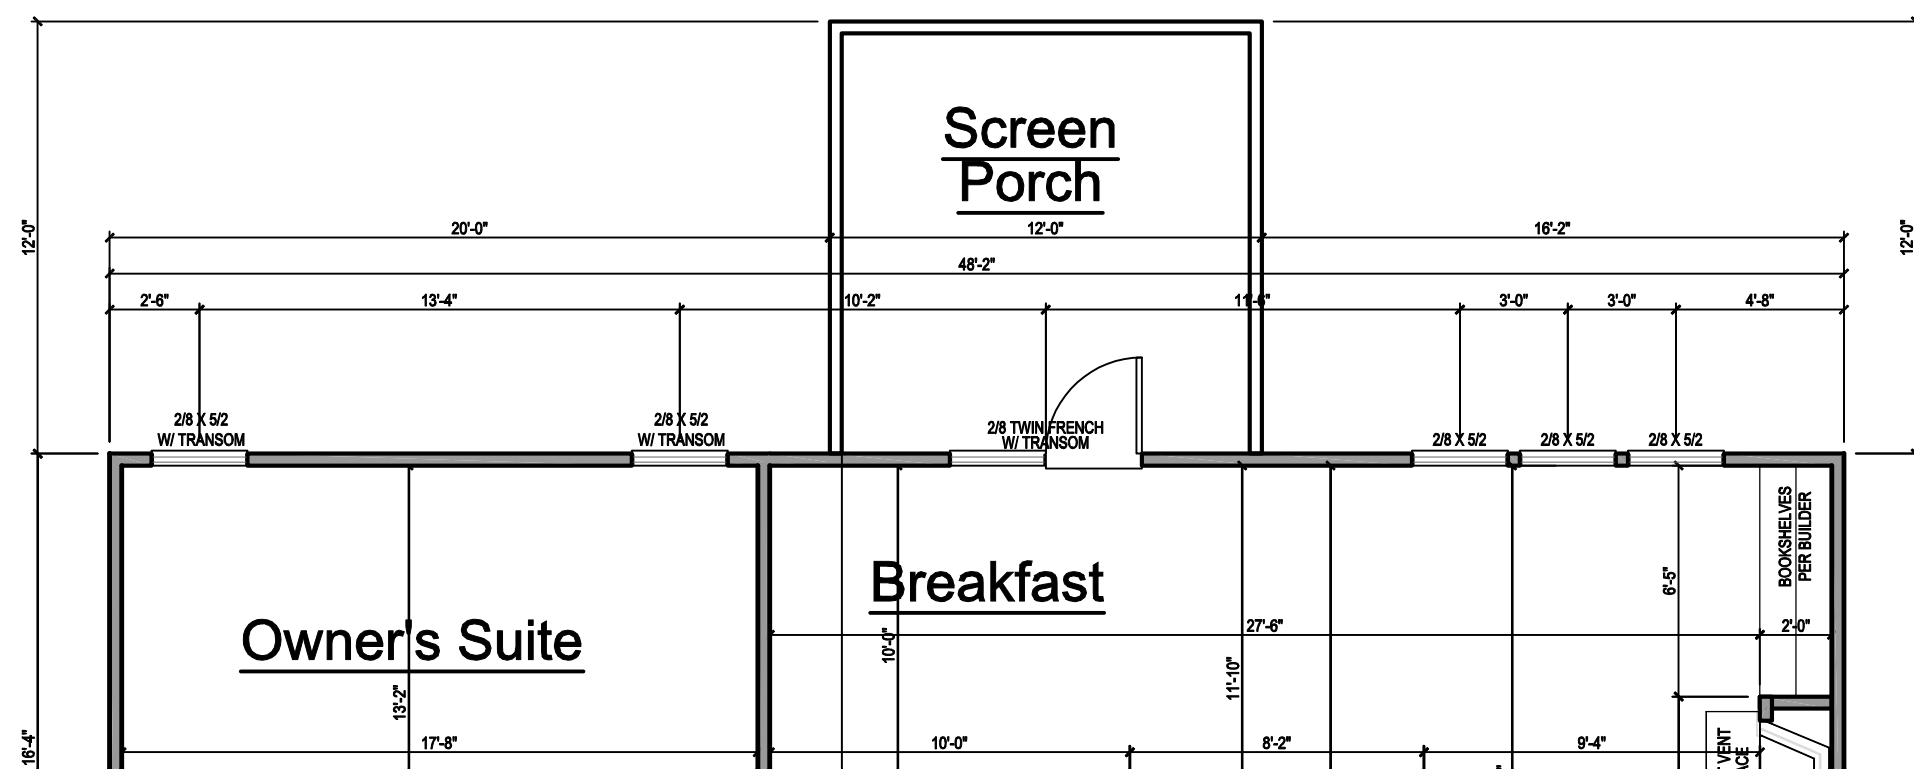 Screen
Porch
12'-0"
12'-0"
20'-0" 12'-0" 16'-2"
48'-2"
2'-6" 13'-4" 10'-2" 11'-6" 3'-0" 3'-0" 4'-8"
2/8 X 5/2
W/ TRANSOM
2/8 X 5/2
W/ TRANSOM
2/8 TWIN FRENCH
W/ TRANSOM
2/8 X 5/2
2/8 X 5/2
2/8 X 5/2
BOOKSHELVES
PER BUILDER
Breakfast
6'-5"
Owner's Suite
27'-6" 2'-0"
10'-0"
11'-10"
13'-2"
16'-4"
17'-8" 10'-0" 8'-2" 9'-4"
VENT